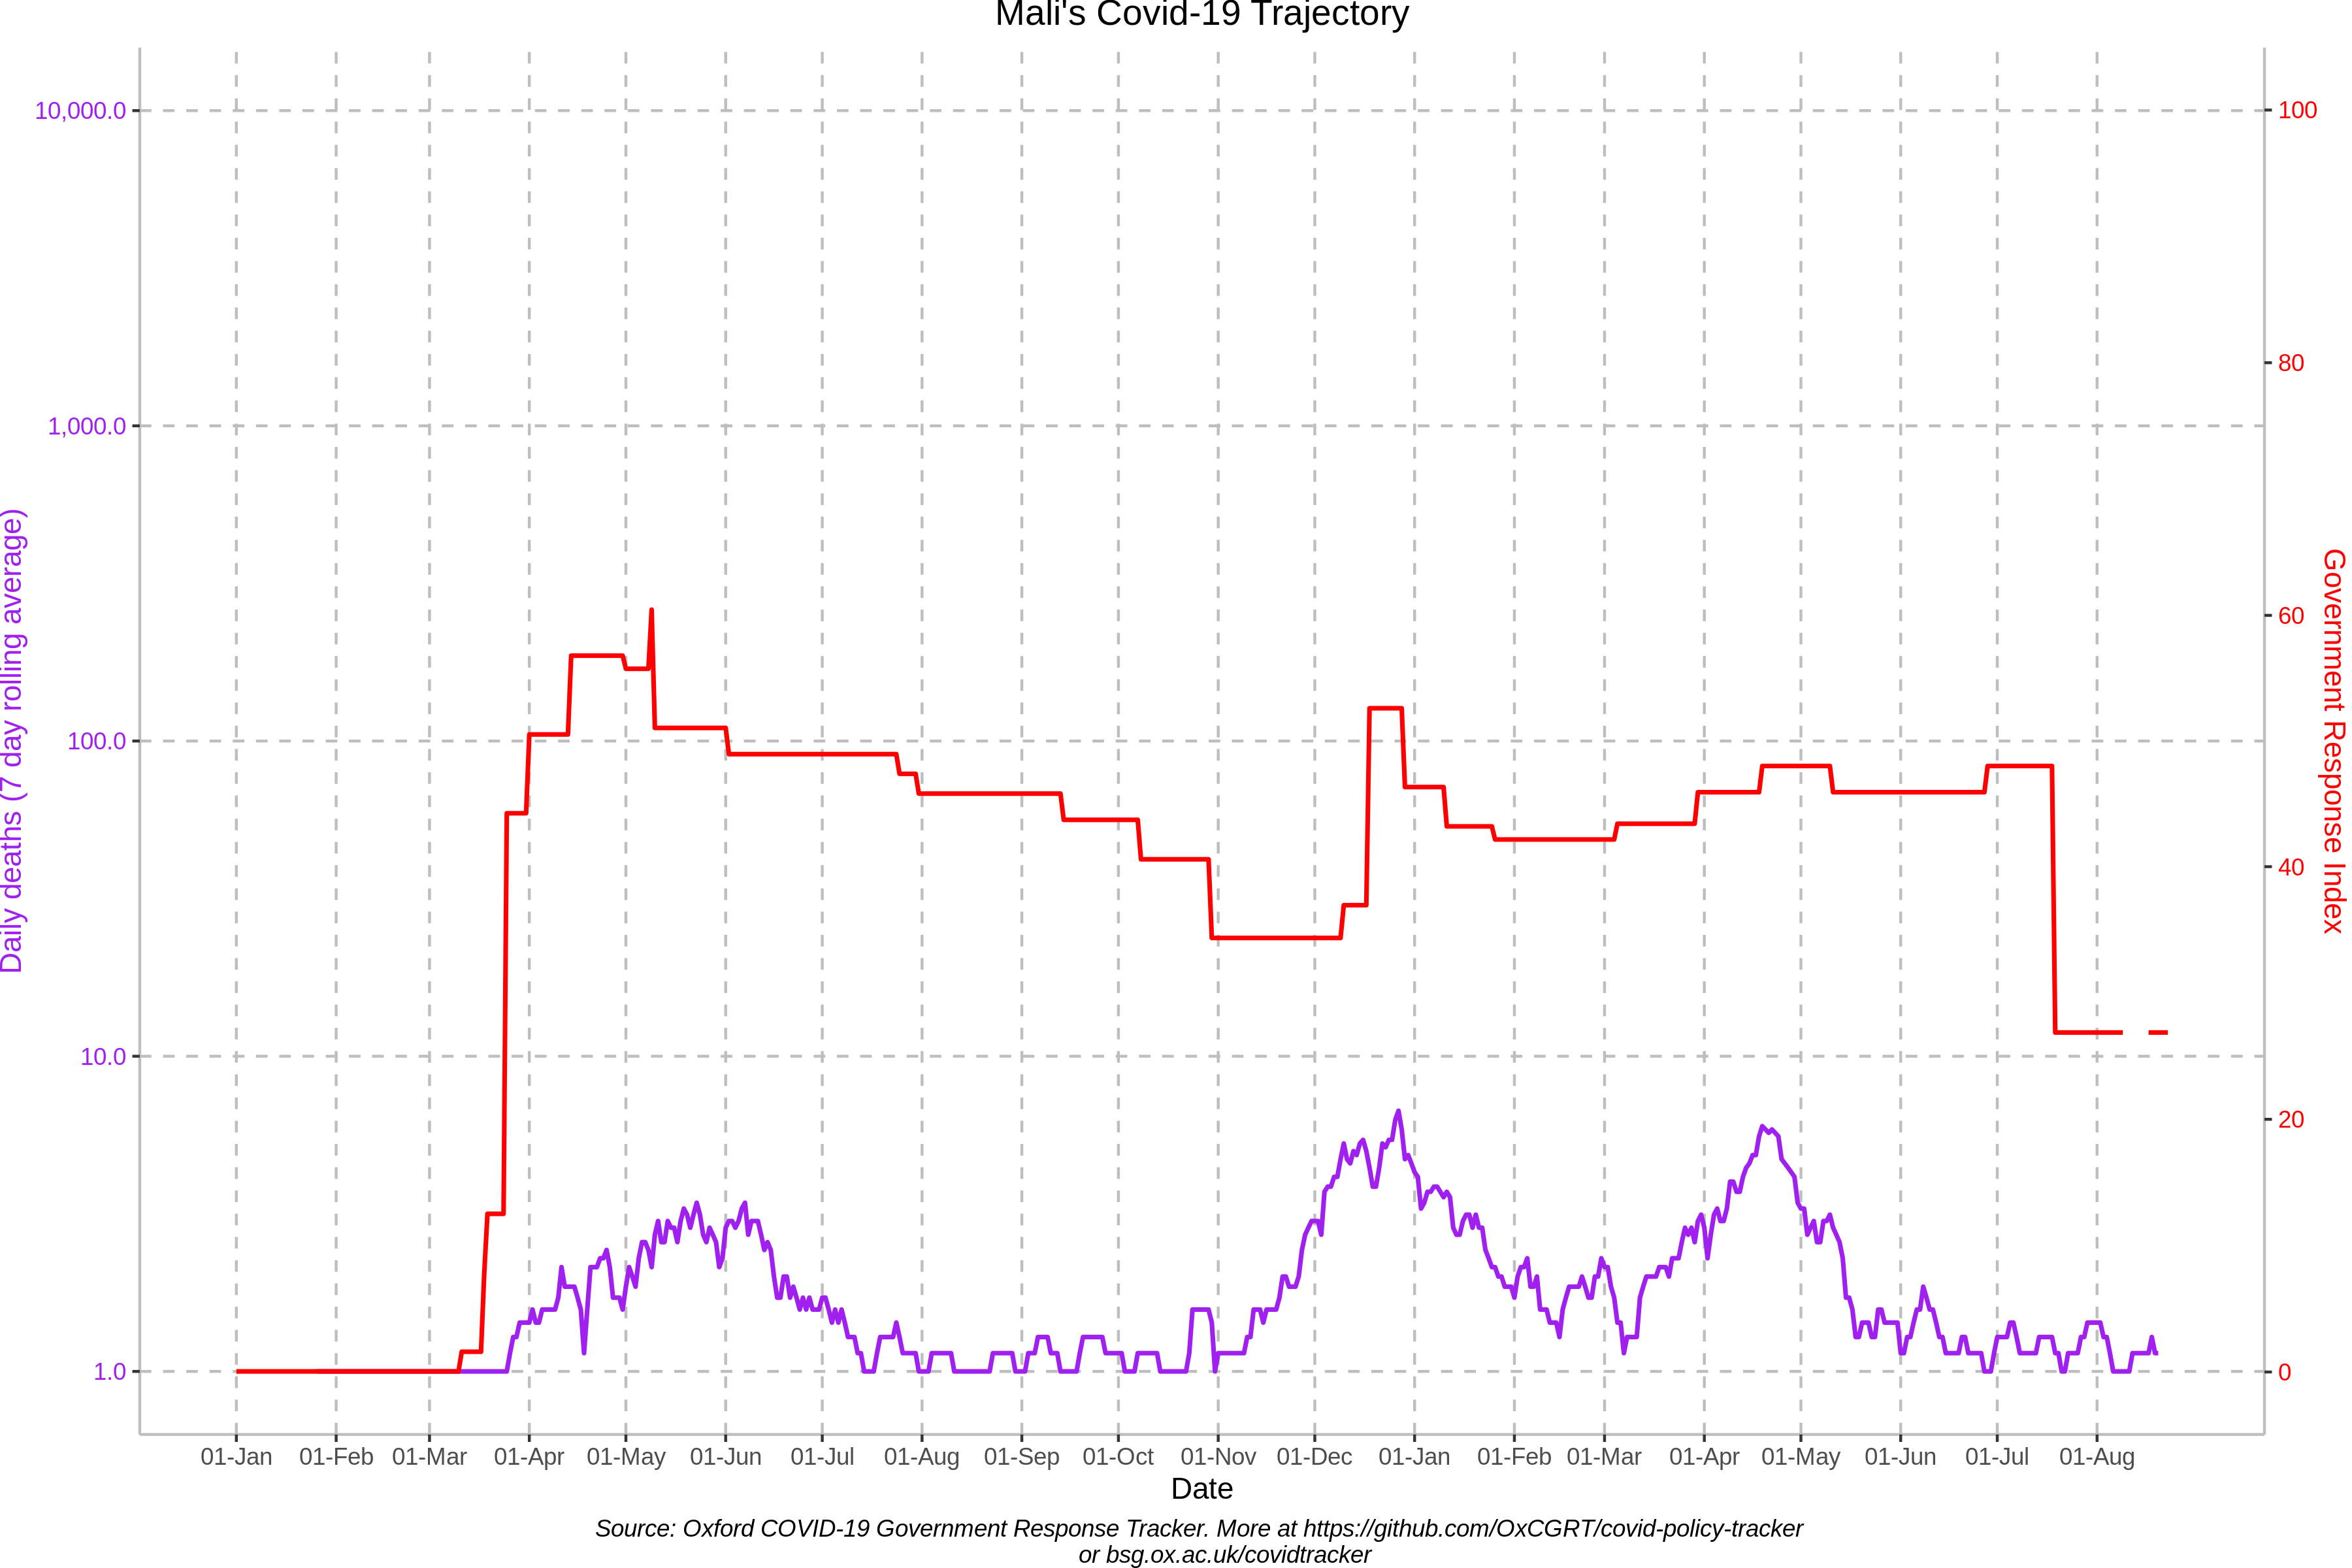 Mali's Covid-19 Trajectory
10,000.0
1,000.0
100.0
10.0
1.0
Daily deaths (7 day rolling average)
100
80
60
40
20
0
Government Response Index
01-Jan 01-Feb 01-Mar 01-Apr 01-May 01-Jun 01-Jul 01-Aug 01-Sep 01-Oct 01-Nov 01-Dec 01-Jan 01-Feb 01-Mar 01-Apr 01-May 01-Jun 01-Jul 01-Aug
Date
Source: Oxford COVID-19 Government Response Tracker. More at https://github.com/OxCGRT/covid-policy-tracker
or bsg.ox.ac.uk/covidtracker